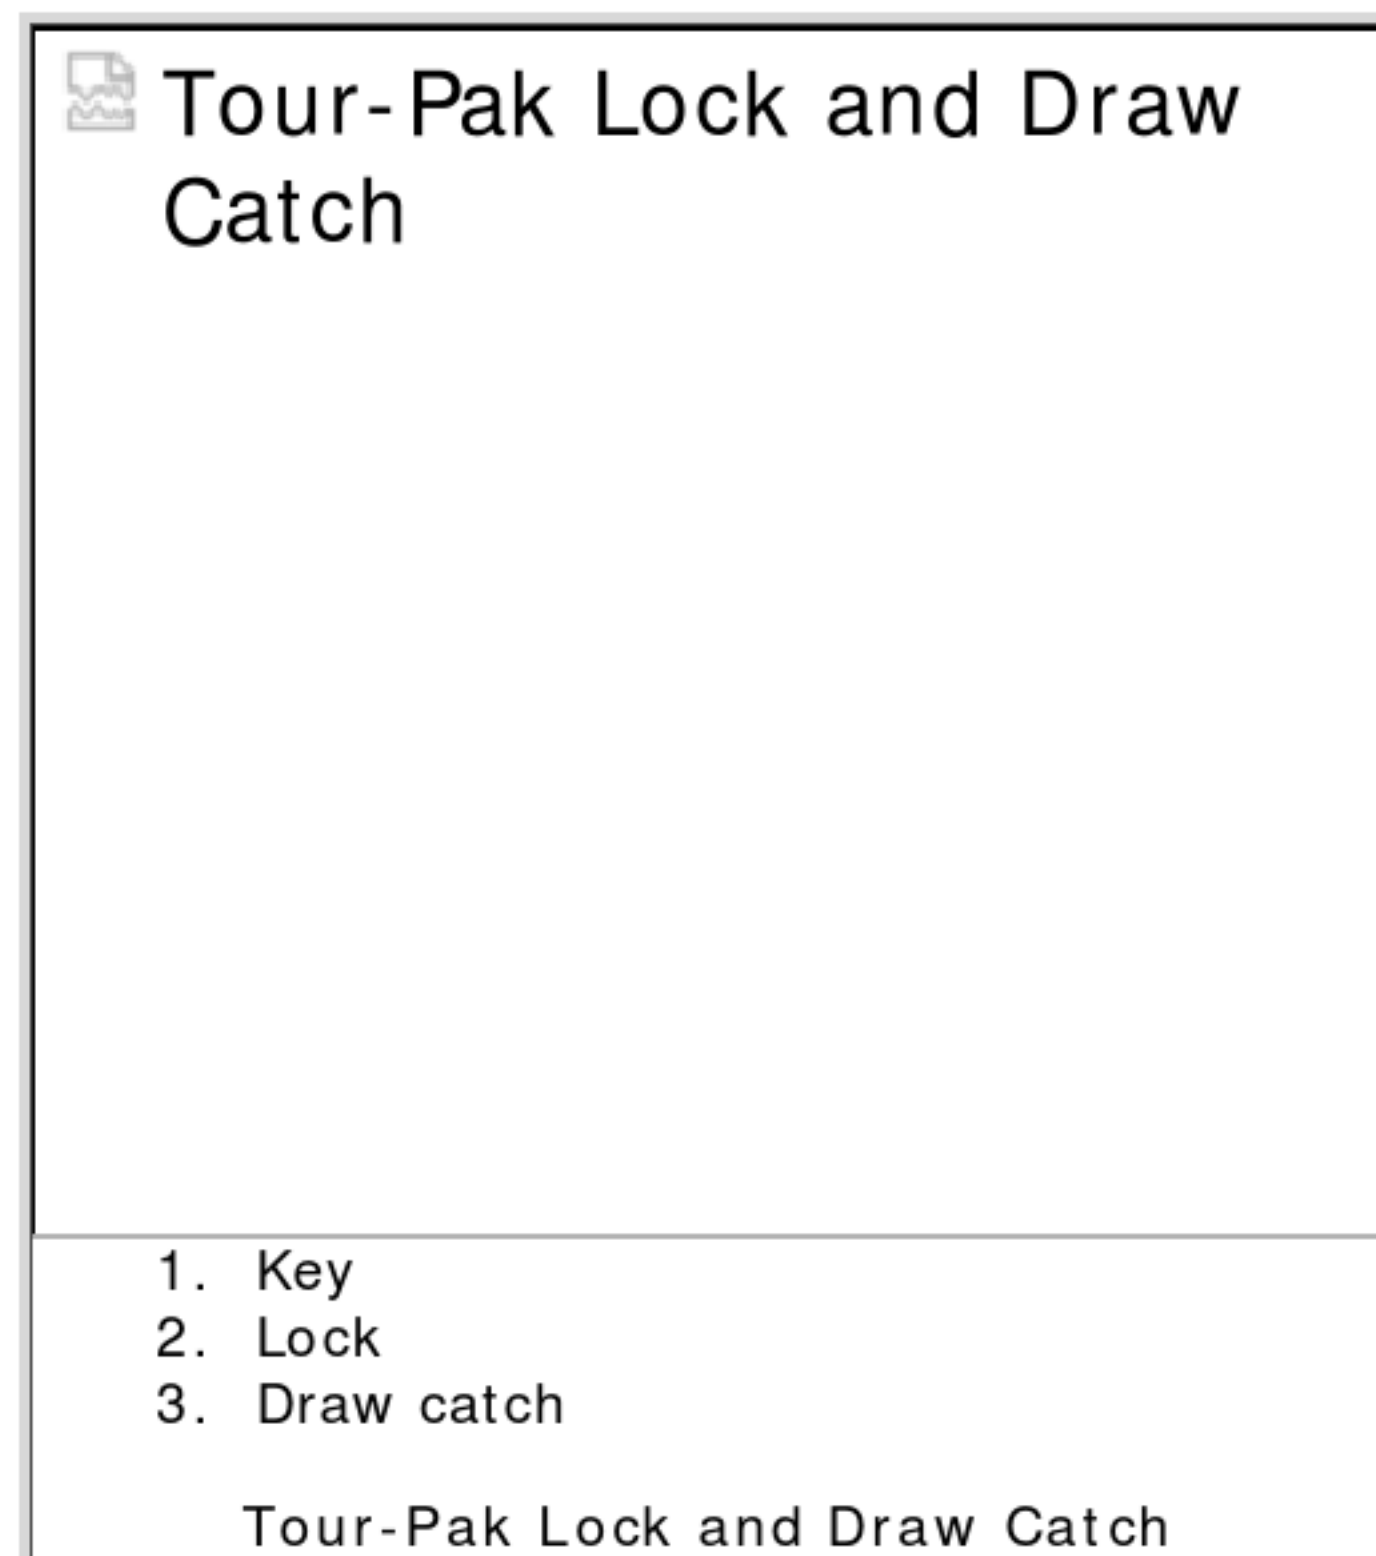 Tour-Pak Lock and Draw
Catch
1. Key
2. Lock
3. Draw catch
Tour-Pak Lock and Draw Catch